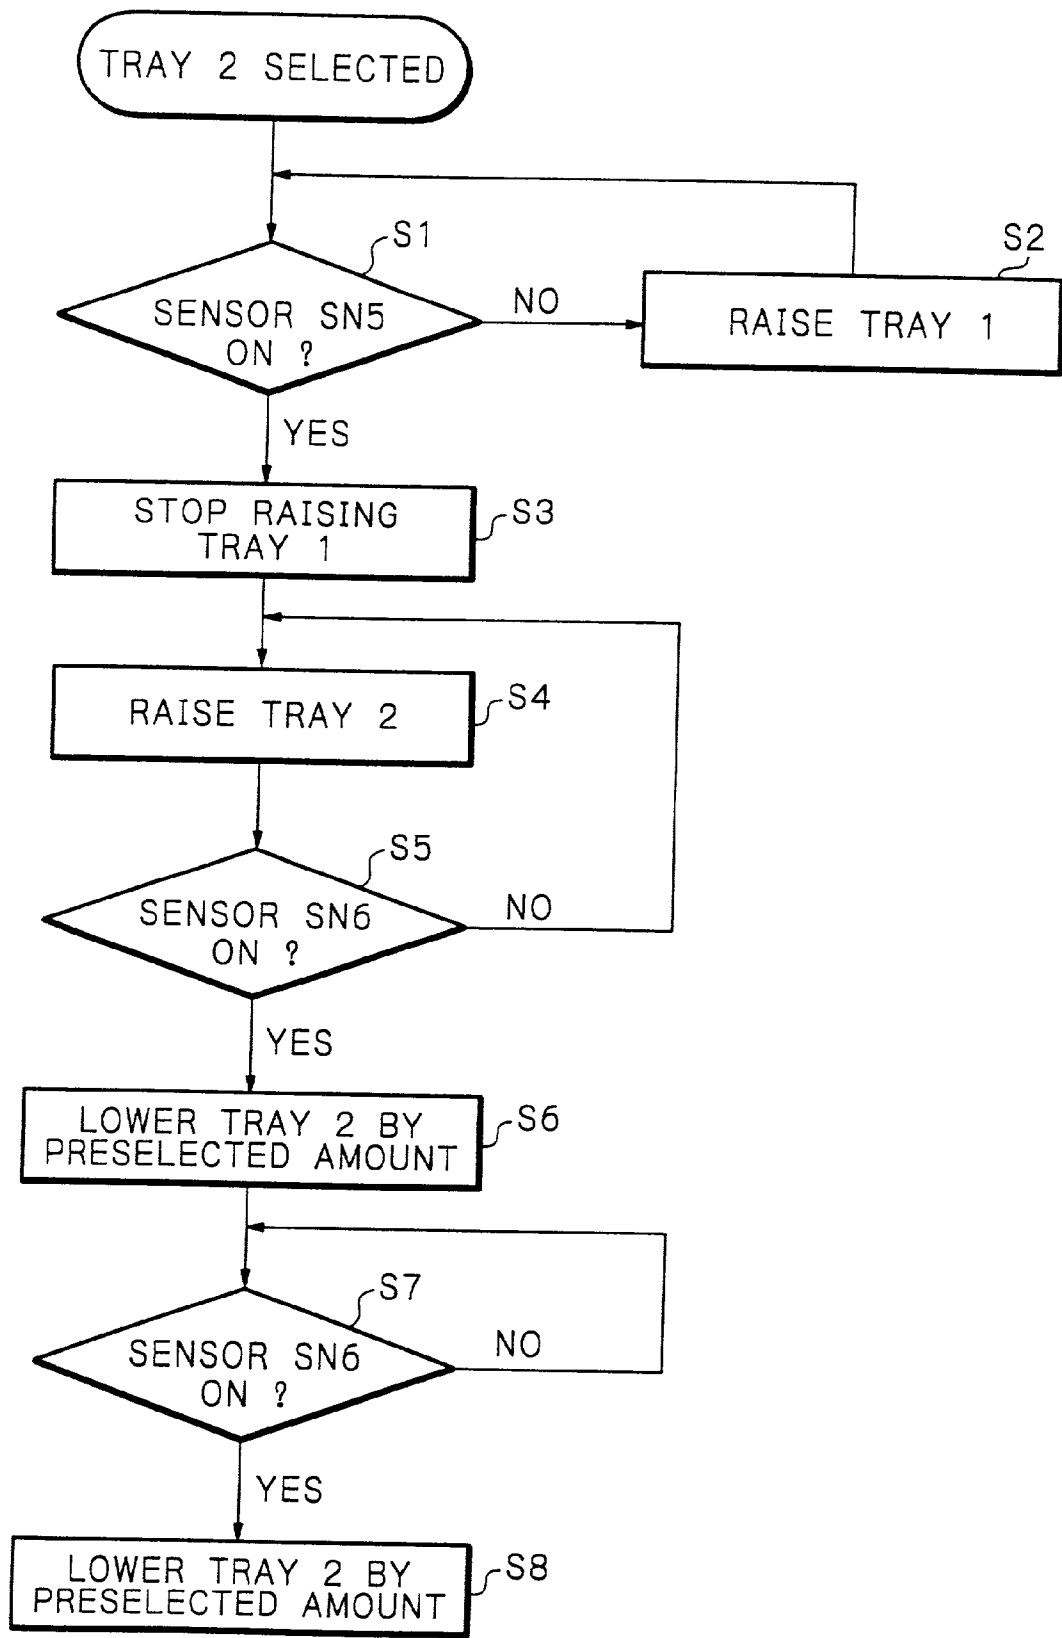 TRAY 2 SELECTED
S1
SENSOR SN5
ON ?
NO
S2
RAISE TRAY 1
YES
STOP RAISING
TRAY 1
S3
RAISE TRAY 2
S4
S5
SENSOR SN6
ON ?
NO
YES
LOWER TRAY 2 BY
PRESELECTED AMOUNT
S6
S7
SENSOR SN6
ON ?
NO
YES
LOWER TRAY 2 BY
PRESELECTED AMOUNT
S8